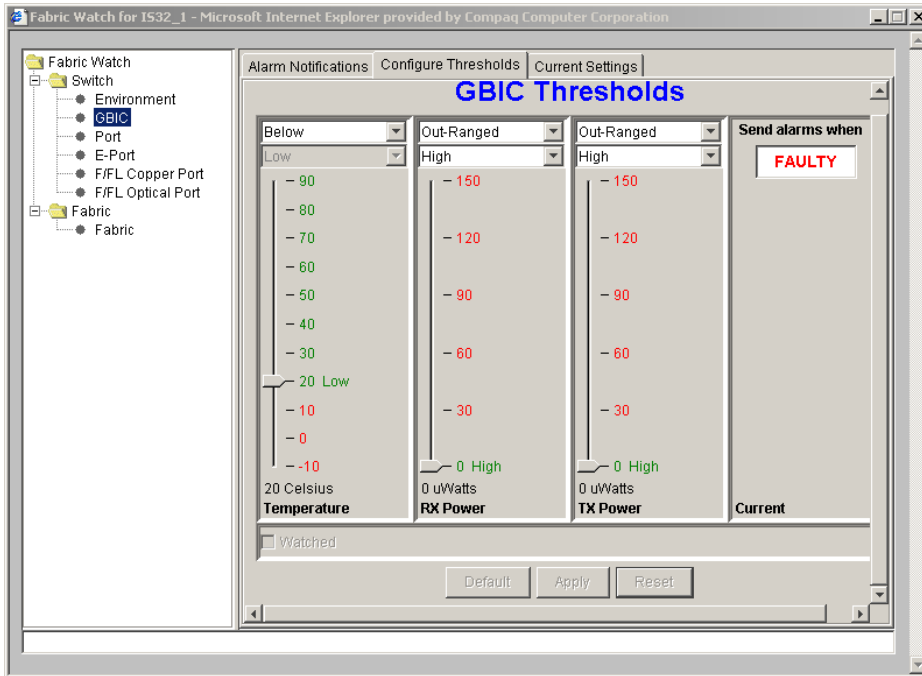 Fabric Watch for IS32_1 - Microsoft Internet Explorer provided by Compaq Computer Corporation
Fabric Watch
Switch
Environment
GBIC
Port
E-Port
F/FL Copper Port
F/FL Optical Port
Fabric
Fabric
Alarm Notifications
Configure Thresholds
Current Settings
GBIC Thresholds
Below
Low
90
80
70
60
50
40
30
20 Low
10
0
-10
20 Celsius
Temperature
Out-Ranged
High
150
120
90
60
30
0 High
0 uWatts
RX Power
Out-Ranged
High
150
120
90
60
30
0 High
0 uWatts
TX Power
Send alarms when
FAULTY
Current
Watched
Default
Apply
Reset